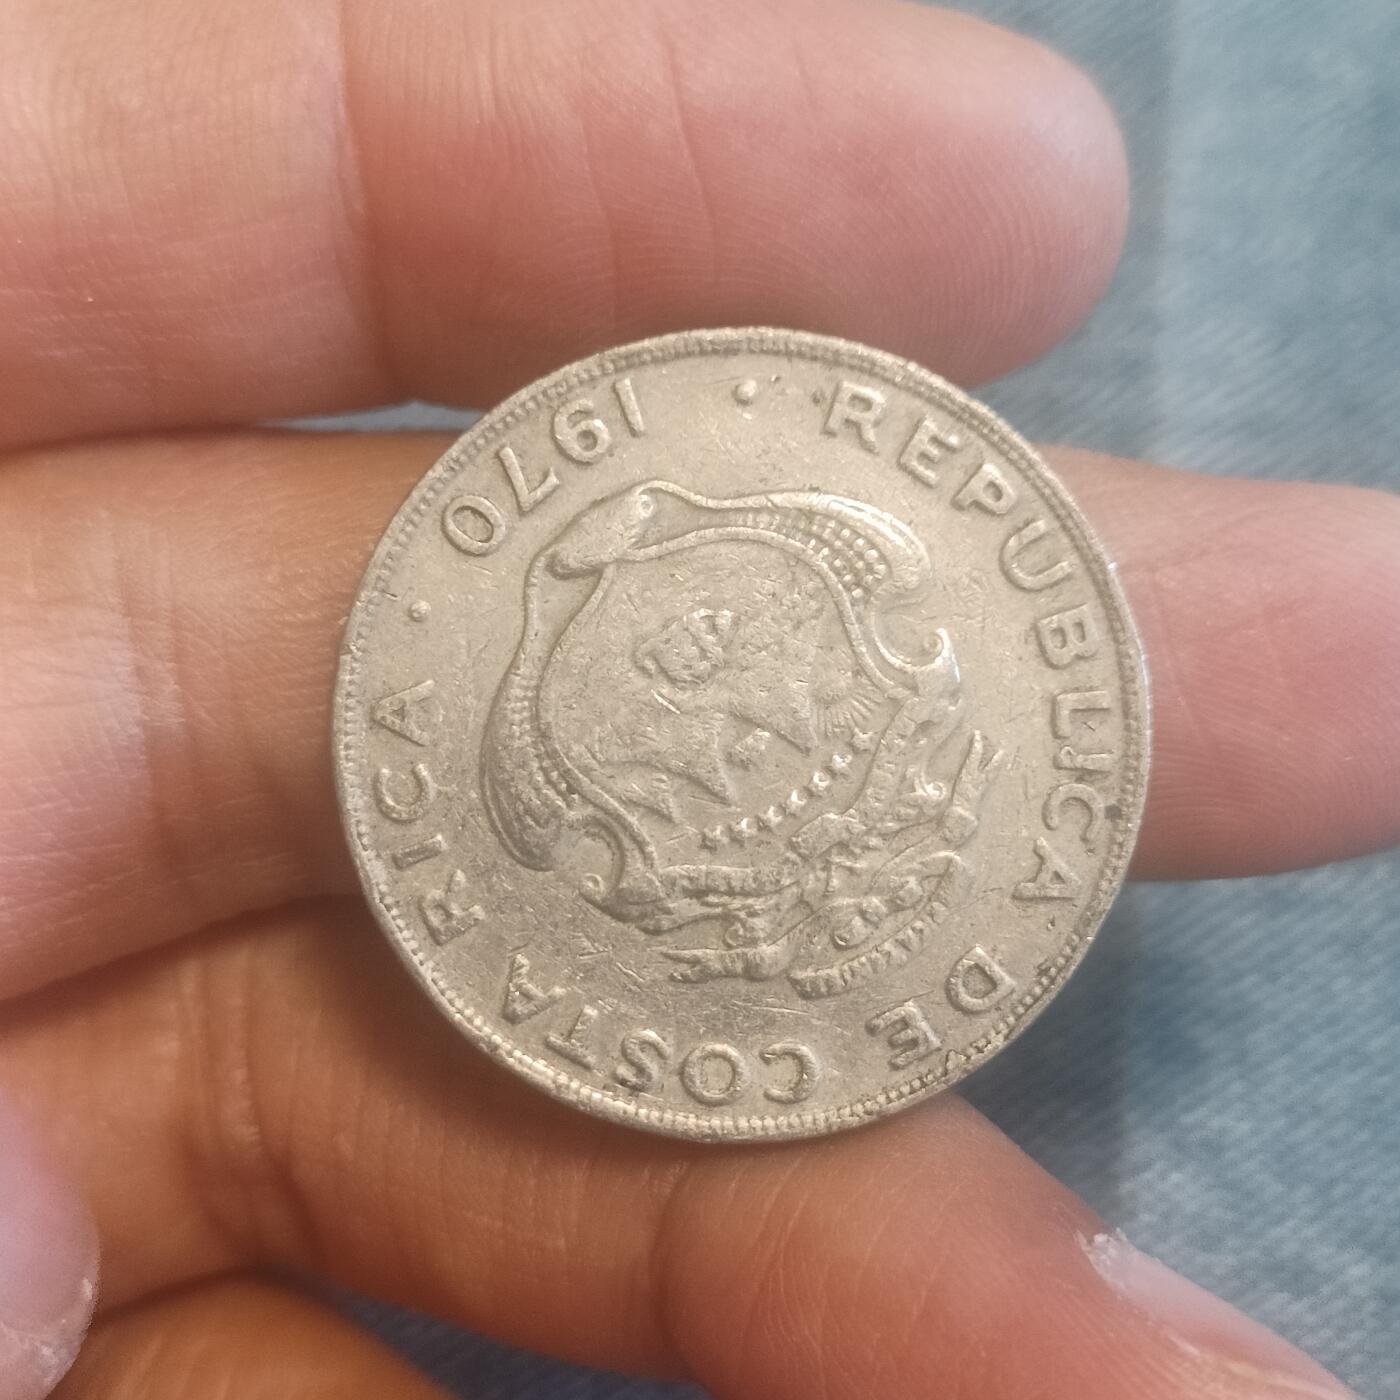 REPUBLICA DE COSTA RICA
1970